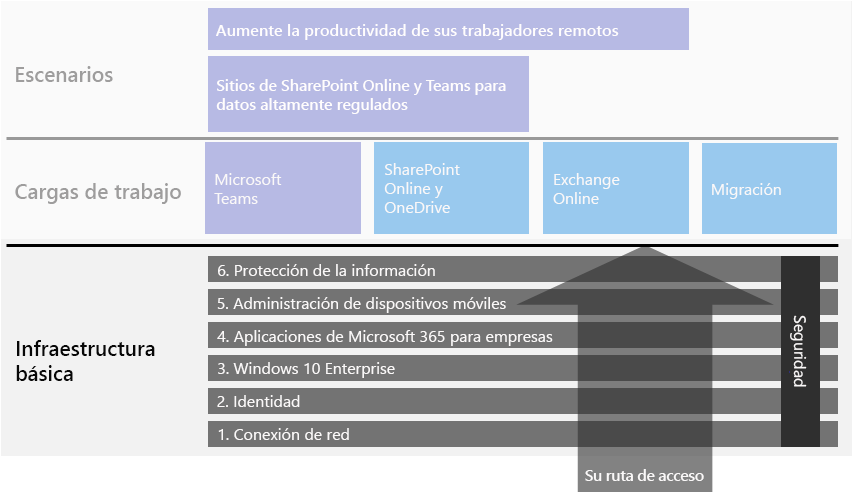 Escenarios
Aumente la productividad de sus trabajadores remotos
Sitios de SharePoint Online y Teams para
datos altamente regulados
Cargas de trabajo
Microsoft
Teams
SharePoint
Online y
OneDrive
Exchange
Online
Migración
Infraestructura
básica
6. Protección de la información
5. Administración de dispositivos móviles
4. Aplicaciones de Microsoft 365 para empresas
3. Windows 10 Enterprise
2. Identidad
1. Conexión de red
Seguridad
Su ruta de acceso